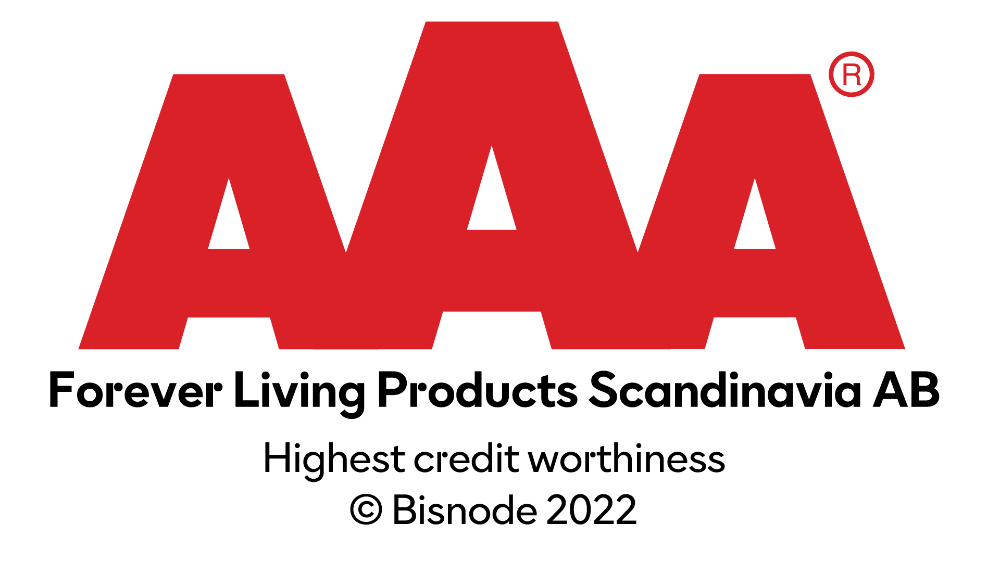 AAA®
Forever Living Products Scandinavia AB
Highest credit worthiness
© Bisnode 2022